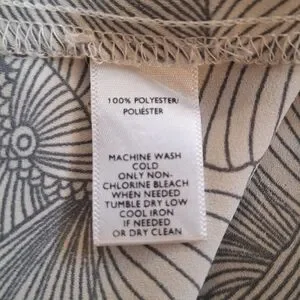 100% POLYESTER/
POLIÉSTER
MACHINE WASH
COLD
ONLY NON-
CHLORINE BLEACH
WHEN NEEDED
TUMBLE DRY LOW
COOL IRON
IF NEEDED
OR DRY CLEAN